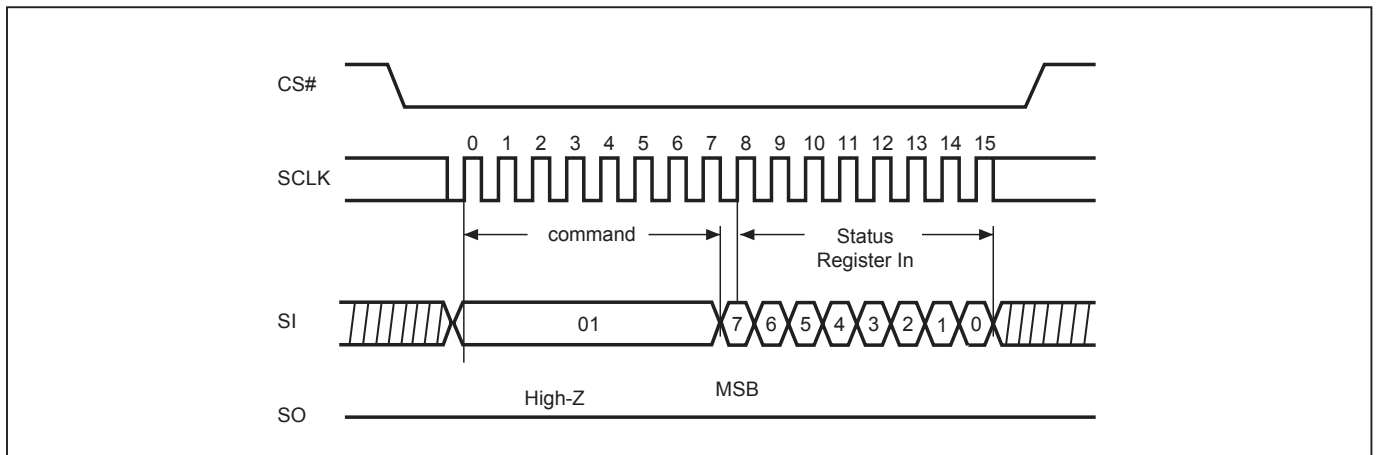 CS#
0 1 2 3 4 5 6 7 8 9 10 11 12 13 14 15
SCLK
command
Status
Register In
SI
01
7 6 5 4 3 2 1 0
High-Z
MSB
SO